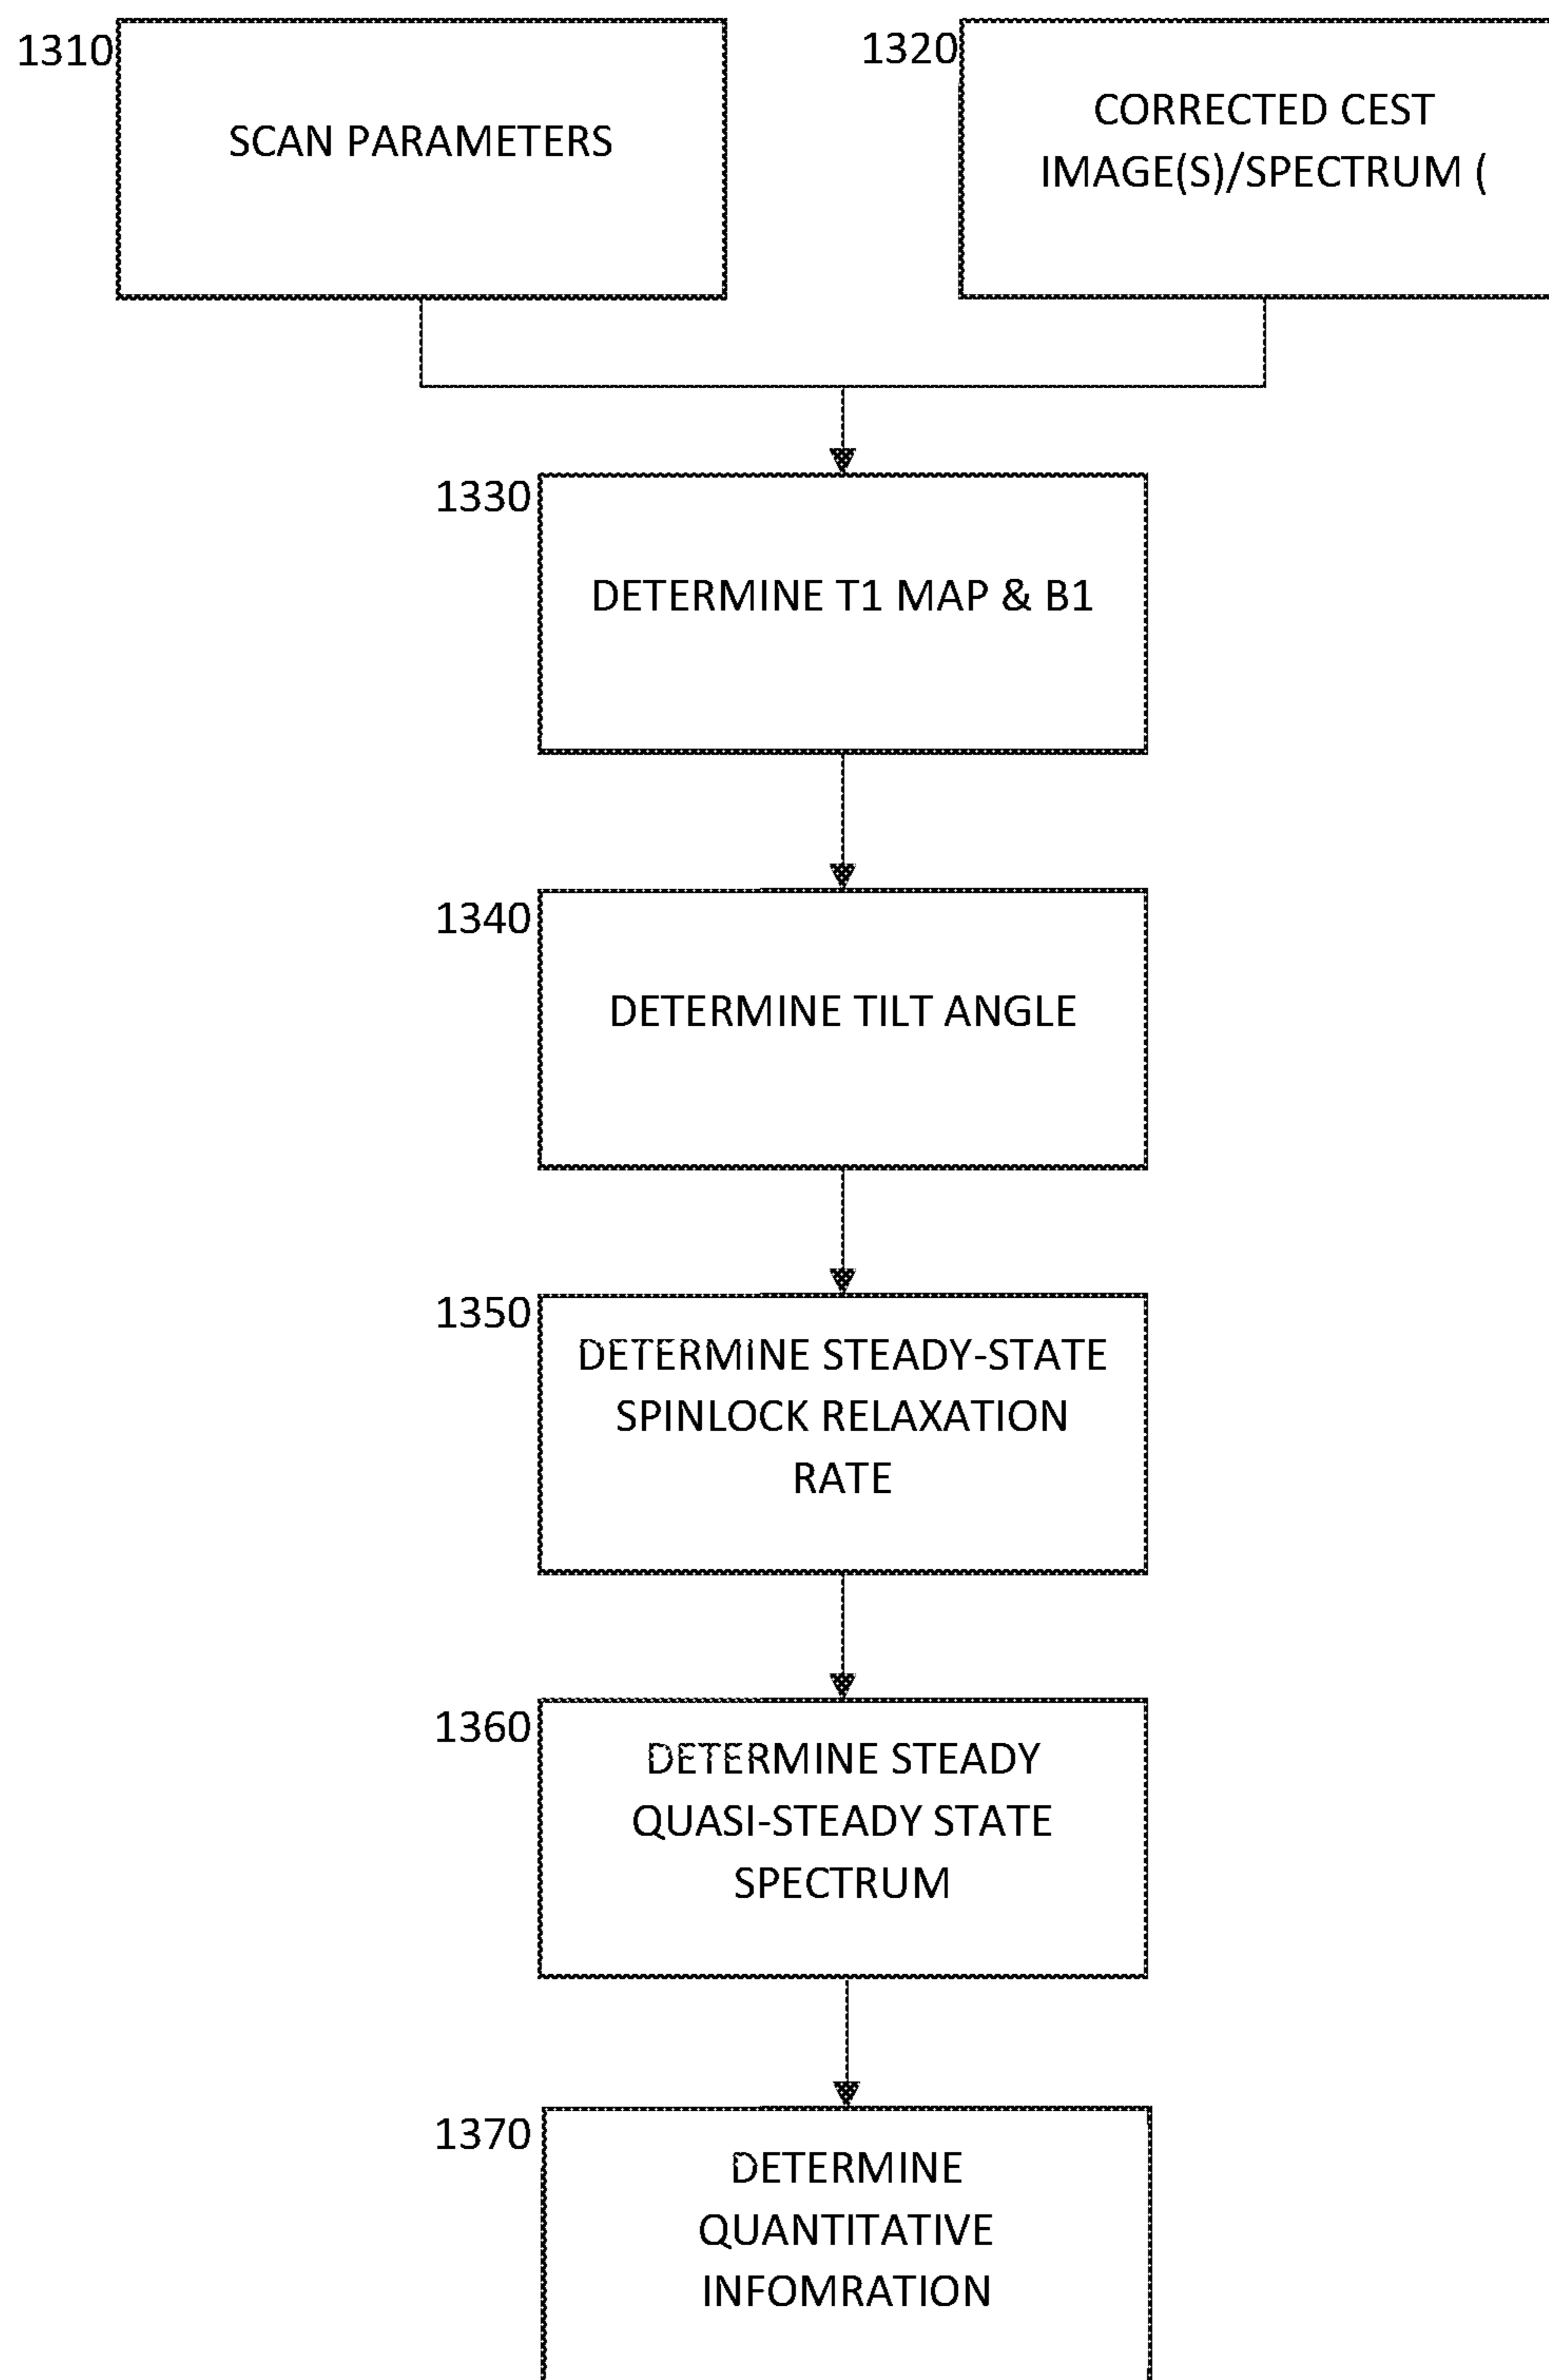 1310
SCAN PARAMETERS
1320
CORRECTED CEST
IMAGE(S)/SPECTRUM (
1330
DETERMINE T1 MAP & B1
1340
DETERMINE TILT ANGLE
1350
DETERMINE STEADY-STATE
SPINLOCK RELAXATION
RATE
1360
DETERMINE STEADY
QUASI-STEADY STATE
SPECTRUM
1370
DETERMINE
QUANTITATIVE
INFOMRATION